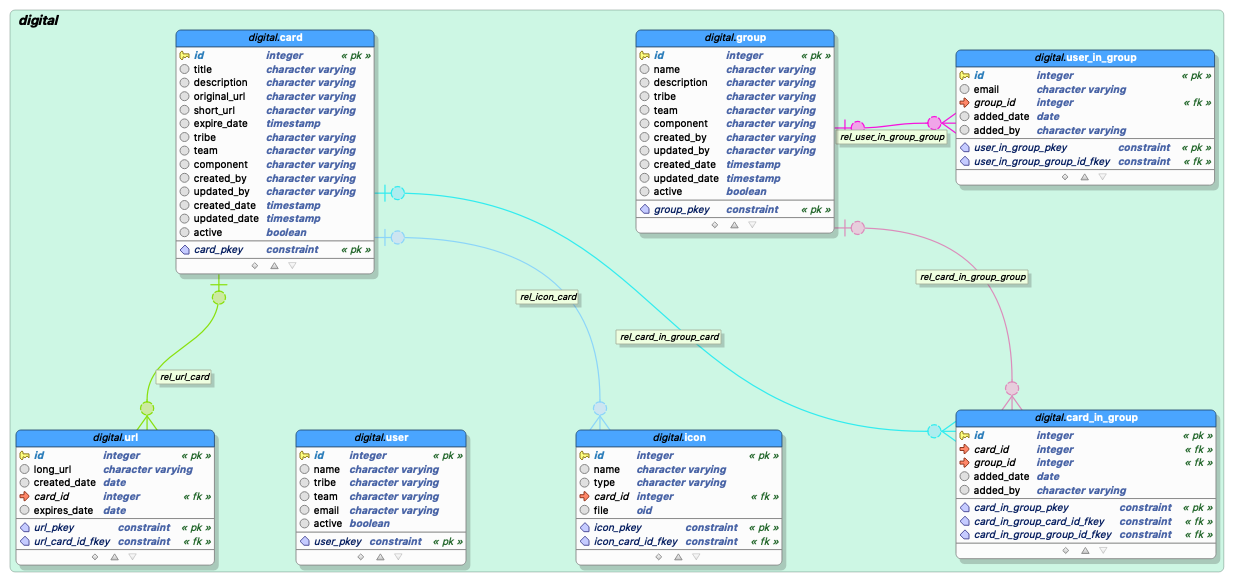 digital
digital.card
id integer « pk »
title character varying
description character varying
original_url character varying
short_url character varying
expire_date timestamp
tribe character varying
team character varying
component character varying
created_by character varying
updated_by character varying
created_date timestamp
updated_date timestamp
active boolean
card_pkey constraint « pk »
digital.group
id integer « pk »
name character varying
description character varying
tribe character varying
team character varying
component character varying
created_by character varying
updated_by character varying
created_date timestamp
updated_date timestamp
active boolean
group_pkey constraint « pk »
digital.user_in_group
id integer « pk »
email character varying
group_id integer « fk »
added_date date
added_by character varying
user_in_group_pkey constraint « pk »
user_in_group_group_id_fkey constraint « fk »
rel_user_in_group_group
rel_card_in_group_group
rel_icon_card
rel_card_in_group_card
rel_url_card
digital.url
id integer « pk »
long_url character varying
created_date date
card_id integer « fk »
expires_date date
url_pkey constraint « pk »
url_card_id_fkey constraint « fk »
digital.user
id integer « pk »
name character varying
tribe character varying
team character varying
email character varying
active boolean
user_pkey constraint « pk »
digital.icon
id integer « pk »
name character varying
type character varying
card_id integer « fk »
file oid
icon_pkey constraint « pk »
icon_card_id_fkey constraint « fk »
digital.card_in_group
id integer « pk »
card_id integer « fk »
group_id integer « fk »
added_date date
added_by character varying
card_in_group_pkey constraint « pk »
card_in_group_card_id_fkey constraint « fk »
card_in_group_group_id_fkey constraint « fk »